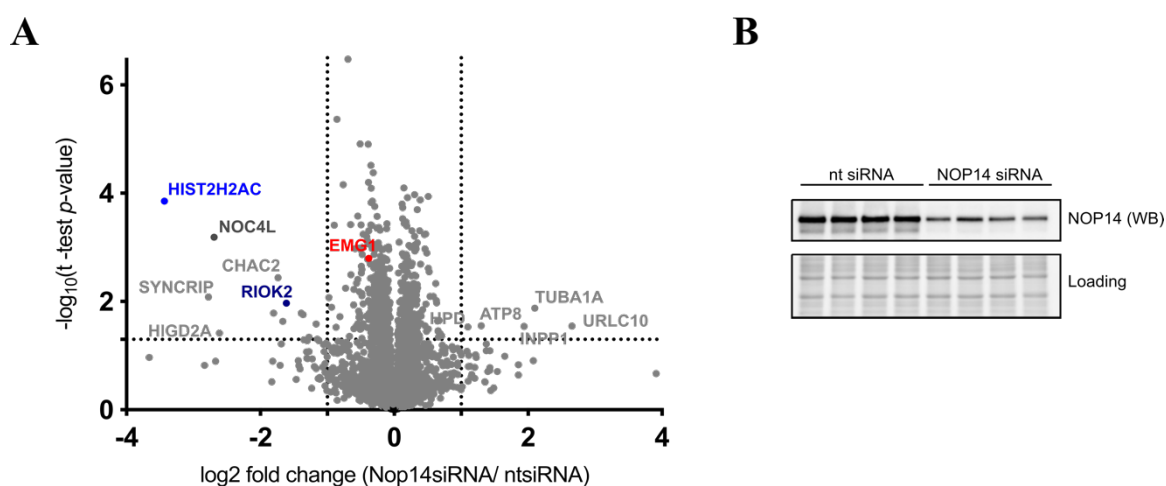 A
-log10(t -test p-value)
6
4
2
0
HIST2H2AC
NOC4L
CHAC2
SYNCRIP
RIOK2
HIGD2A
EMG1
HPD
ATP8
TUBA1A
INPP1
URLC10
-4
-2
0
2
4
log2 fold change (Nop14siRNA/ ntsiRNA)
B
nt siRNA
NOP14 siRNA
NOP14 (WB)
Loading